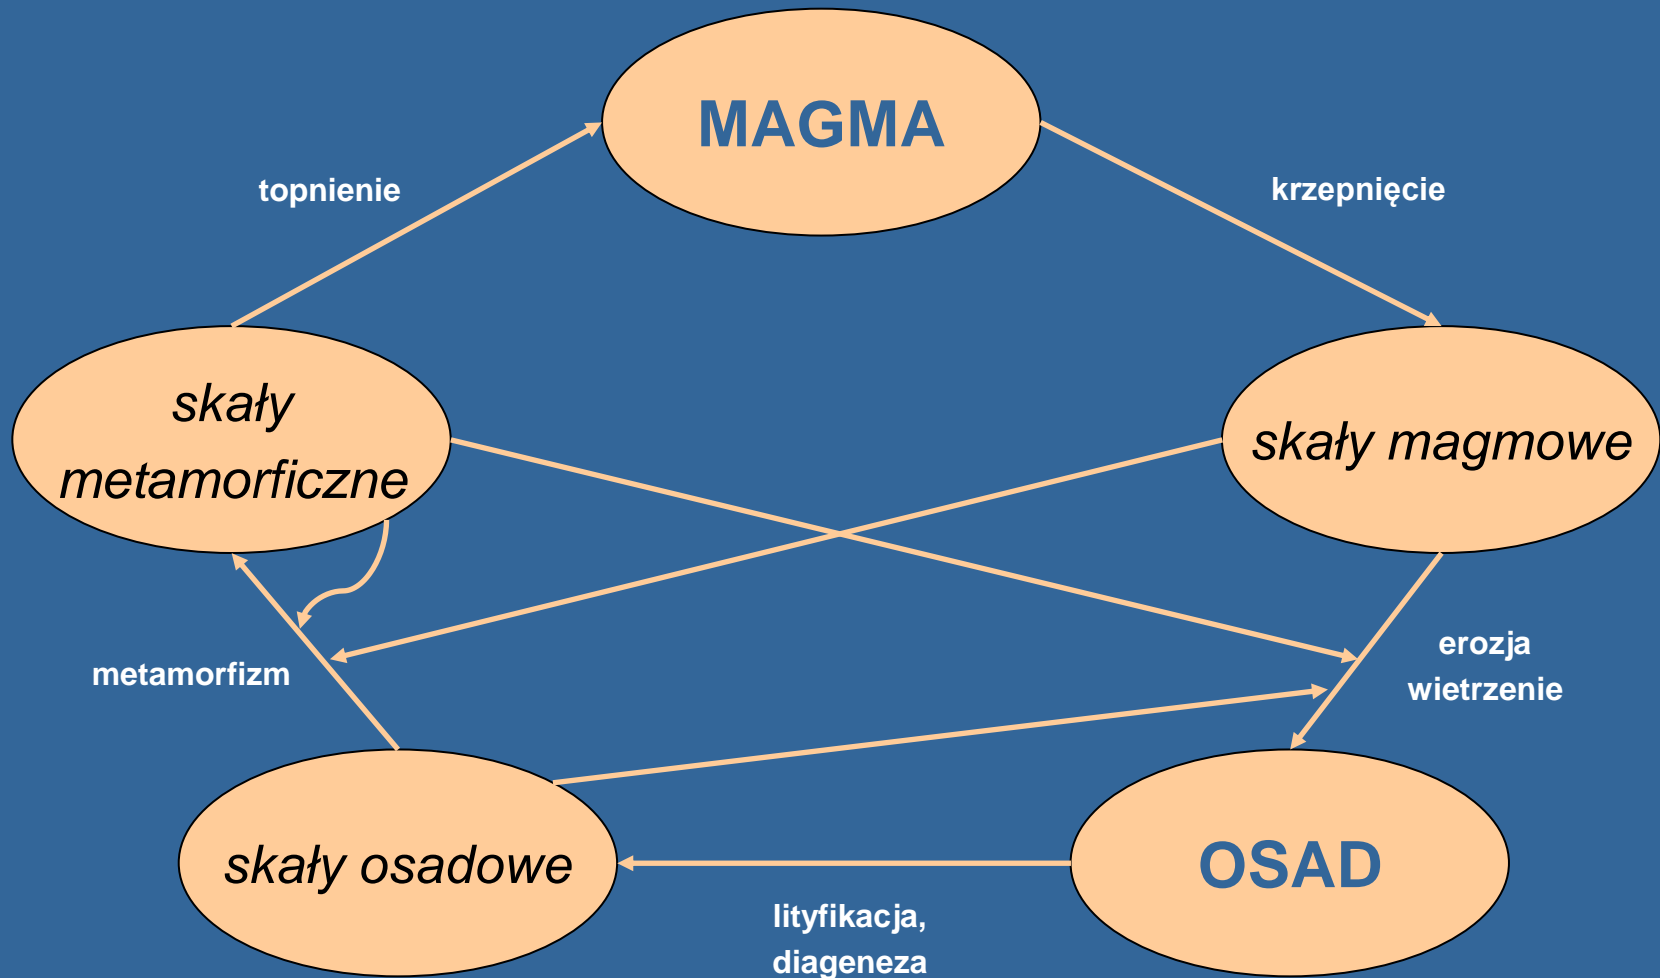 MAGMA
topnienie
krzepnięcie
skały
metamorficzne
skały magmowe
metamorfizm
erozja
wietrzenie
skały osadowe
OSAD
lityfikacja,
diageneza